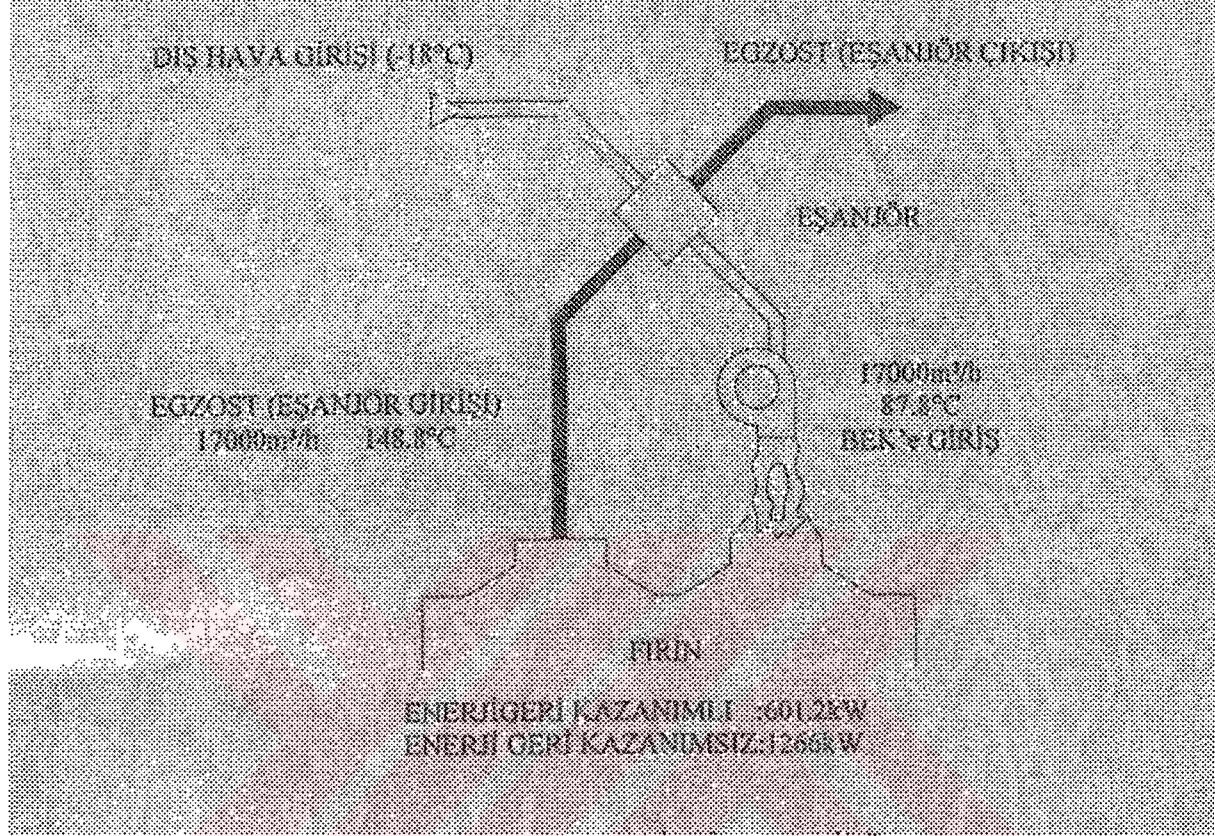 DIŞ HAVA GİRİŞİ (-18°C)
EGZOST (EŞANJÖR ÇIKIŞI)
EŞANJÖR
17000m³/h
87.8°C
BEK'e GİRİŞ
EGZOST (EŞANJÖR GİRİŞİ)
17000m³/h 148.8°C
FIRIN
ENERJİGERİ KAZANIMLI :601.2kW
ENERJİ GERİ KAZANIMSIZ:1266kW